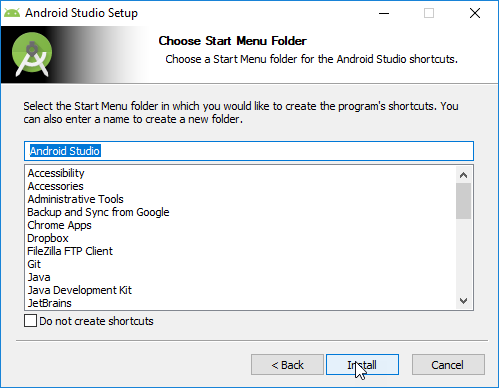 Android Studio Setup
Choose Start Menu Folder
Choose a Start Menu folder for the Android Studio shortcuts.
Select the Start Menu folder in which you would like to create the program's shortcuts. You
can also enter a name to create a new folder.
Android Studio
Accessibility
Accessories
Administrative Tools
Backup and Sync from Google
Chrome Apps
Dropbox
FileZilla FTP Client
Git
Java
Java Development Kit
JetBrains
Do not create shortcuts
< Back
Install
Cancel